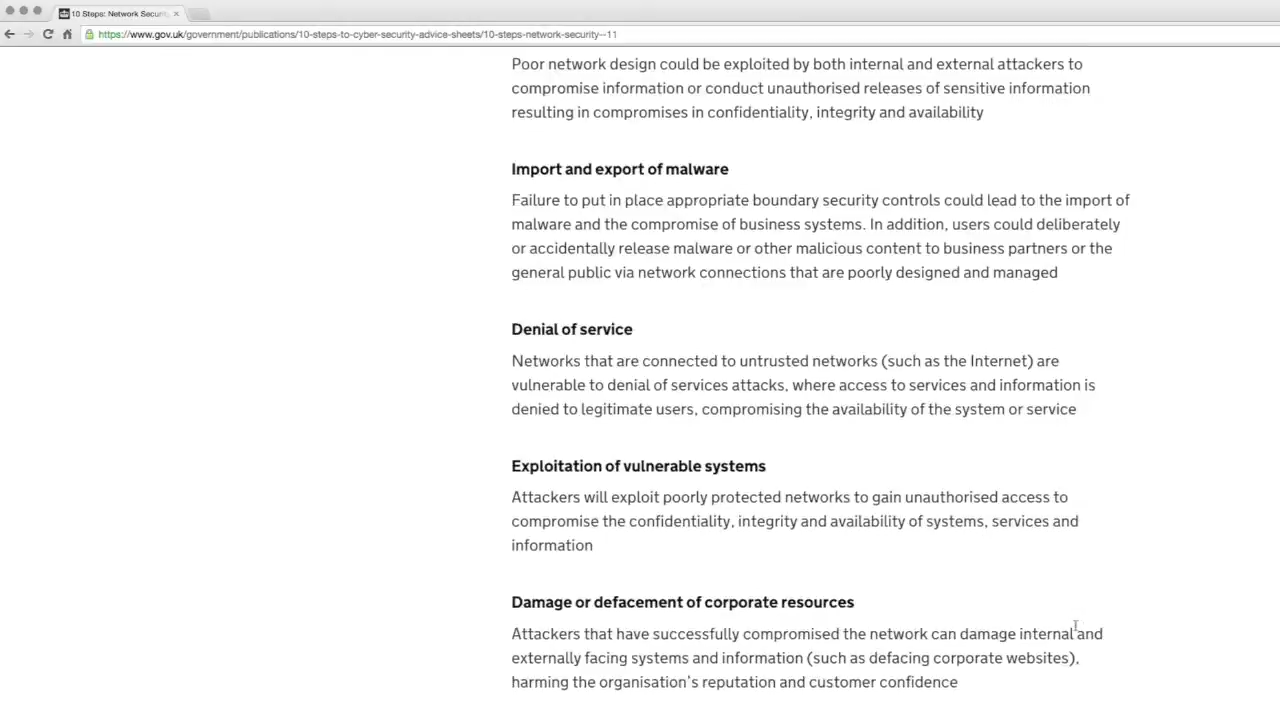 10 Steps: Network Securit
https://www.gov.uk/government/publications/10-steps-to-cyber-security-advice-sheets/10-steps-network-security--11
Poor network design could be exploited by both internal and external attackers to
compromise information or conduct unauthorised releases of sensitive information
resulting in compromises in confidentiality, integrity and availability
Import and export of malware
Failure to put in place appropriate boundary security controls could lead to the import of
malware and the compromise of business systems. In addition, users could deliberately
or accidentally release malware or other malicious content to business partners or the
general public via network connections that are poorly designed and managed
Denial of service
Networks that are connected to untrusted networks (such as the Internet) are
vulnerable to denial of services attacks, where access to services and information is
denied to legitimate users, compromising the availability of the system or service
Exploitation of vulnerable systems
Attackers will exploit poorly protected networks to gain unauthorised access to
compromise the confidentiality, integrity and availability of systems, services and
information
Damage or defacement of corporate resources
Attackers that have successfully compromised the network can damage internal and
externally facing systems and information (such as defacing corporate websites),
harming the organisation's reputation and customer confidence